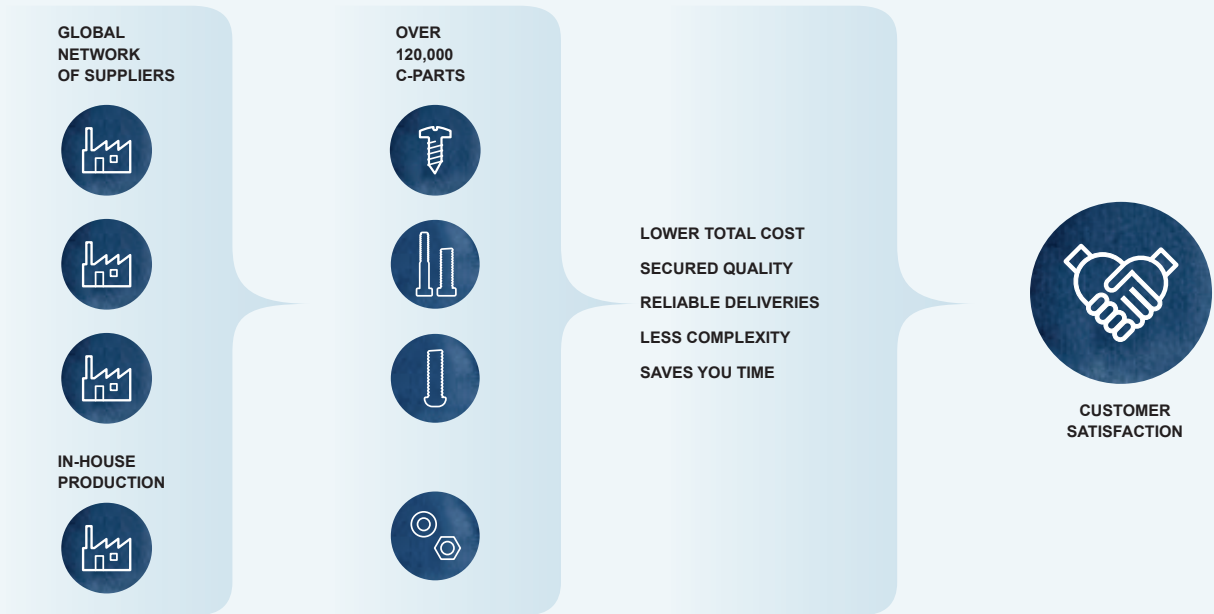 GLOBAL
NETWORK
OF SUPPLIERS
IN-HOUSE
PRODUCTION
OVER
120,000
C-PARTS
LOWER TOTAL COST
SECURED QUALITY
RELIABLE DELIVERIES
LESS COMPLEXITY
SAVES YOU TIME
CUSTOMER
SATISFACTION